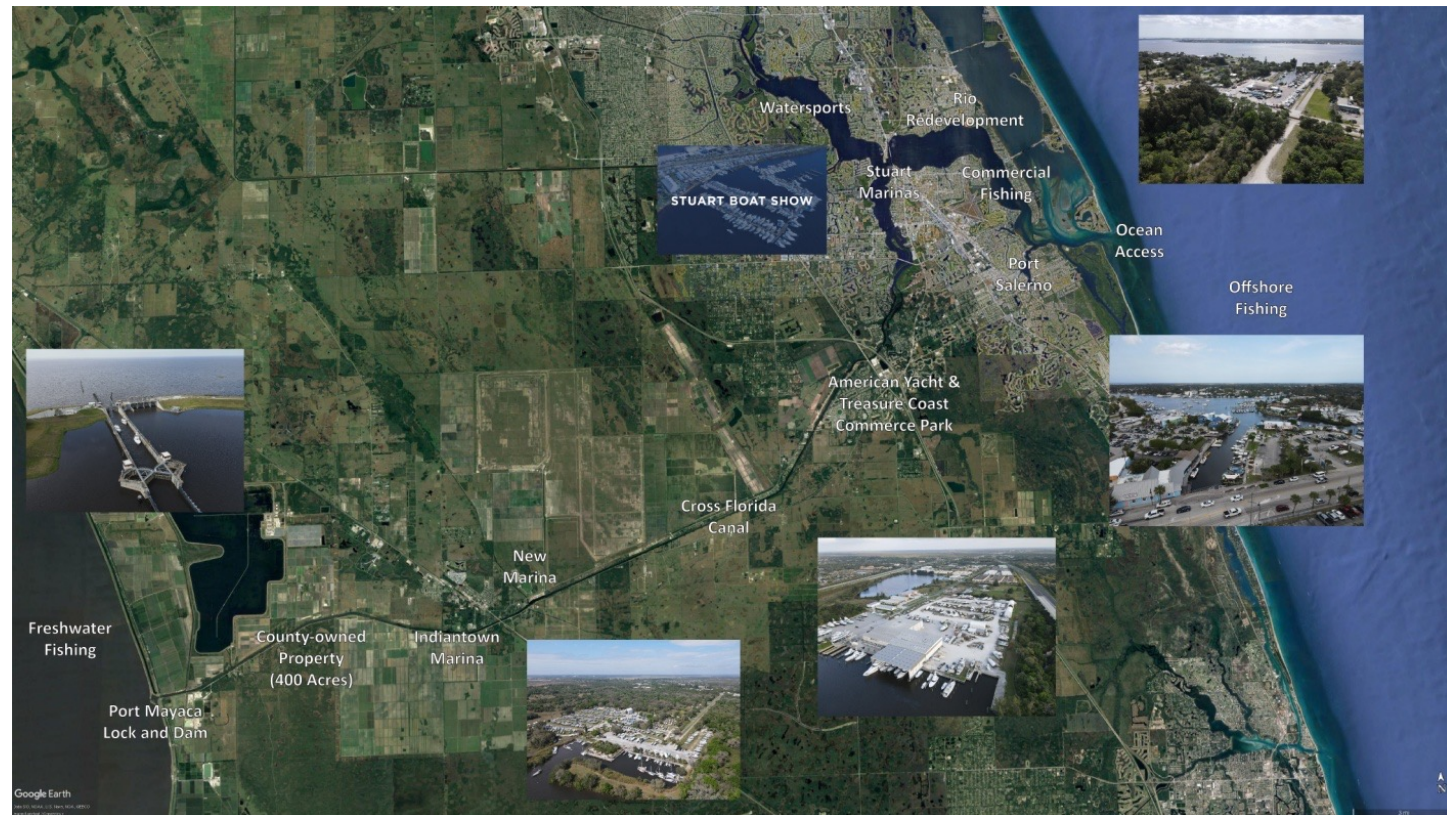 Watersports
Rio
Redevelopment
STUART BOAT SHOW
Stuart
Marinas
Commercial
Fishing
Ocean
Access
Port
Salerno
Offshore
Fishing
American Yacht &
Treasure Coast
Commerce Park
Cross Florida
Canal
New
Marina
Freshwater
Fishing
County-owned
Property
(400 Acres)
Indiantown
Marina
Port Mayaca
Lock and Dam
Google Earth
N